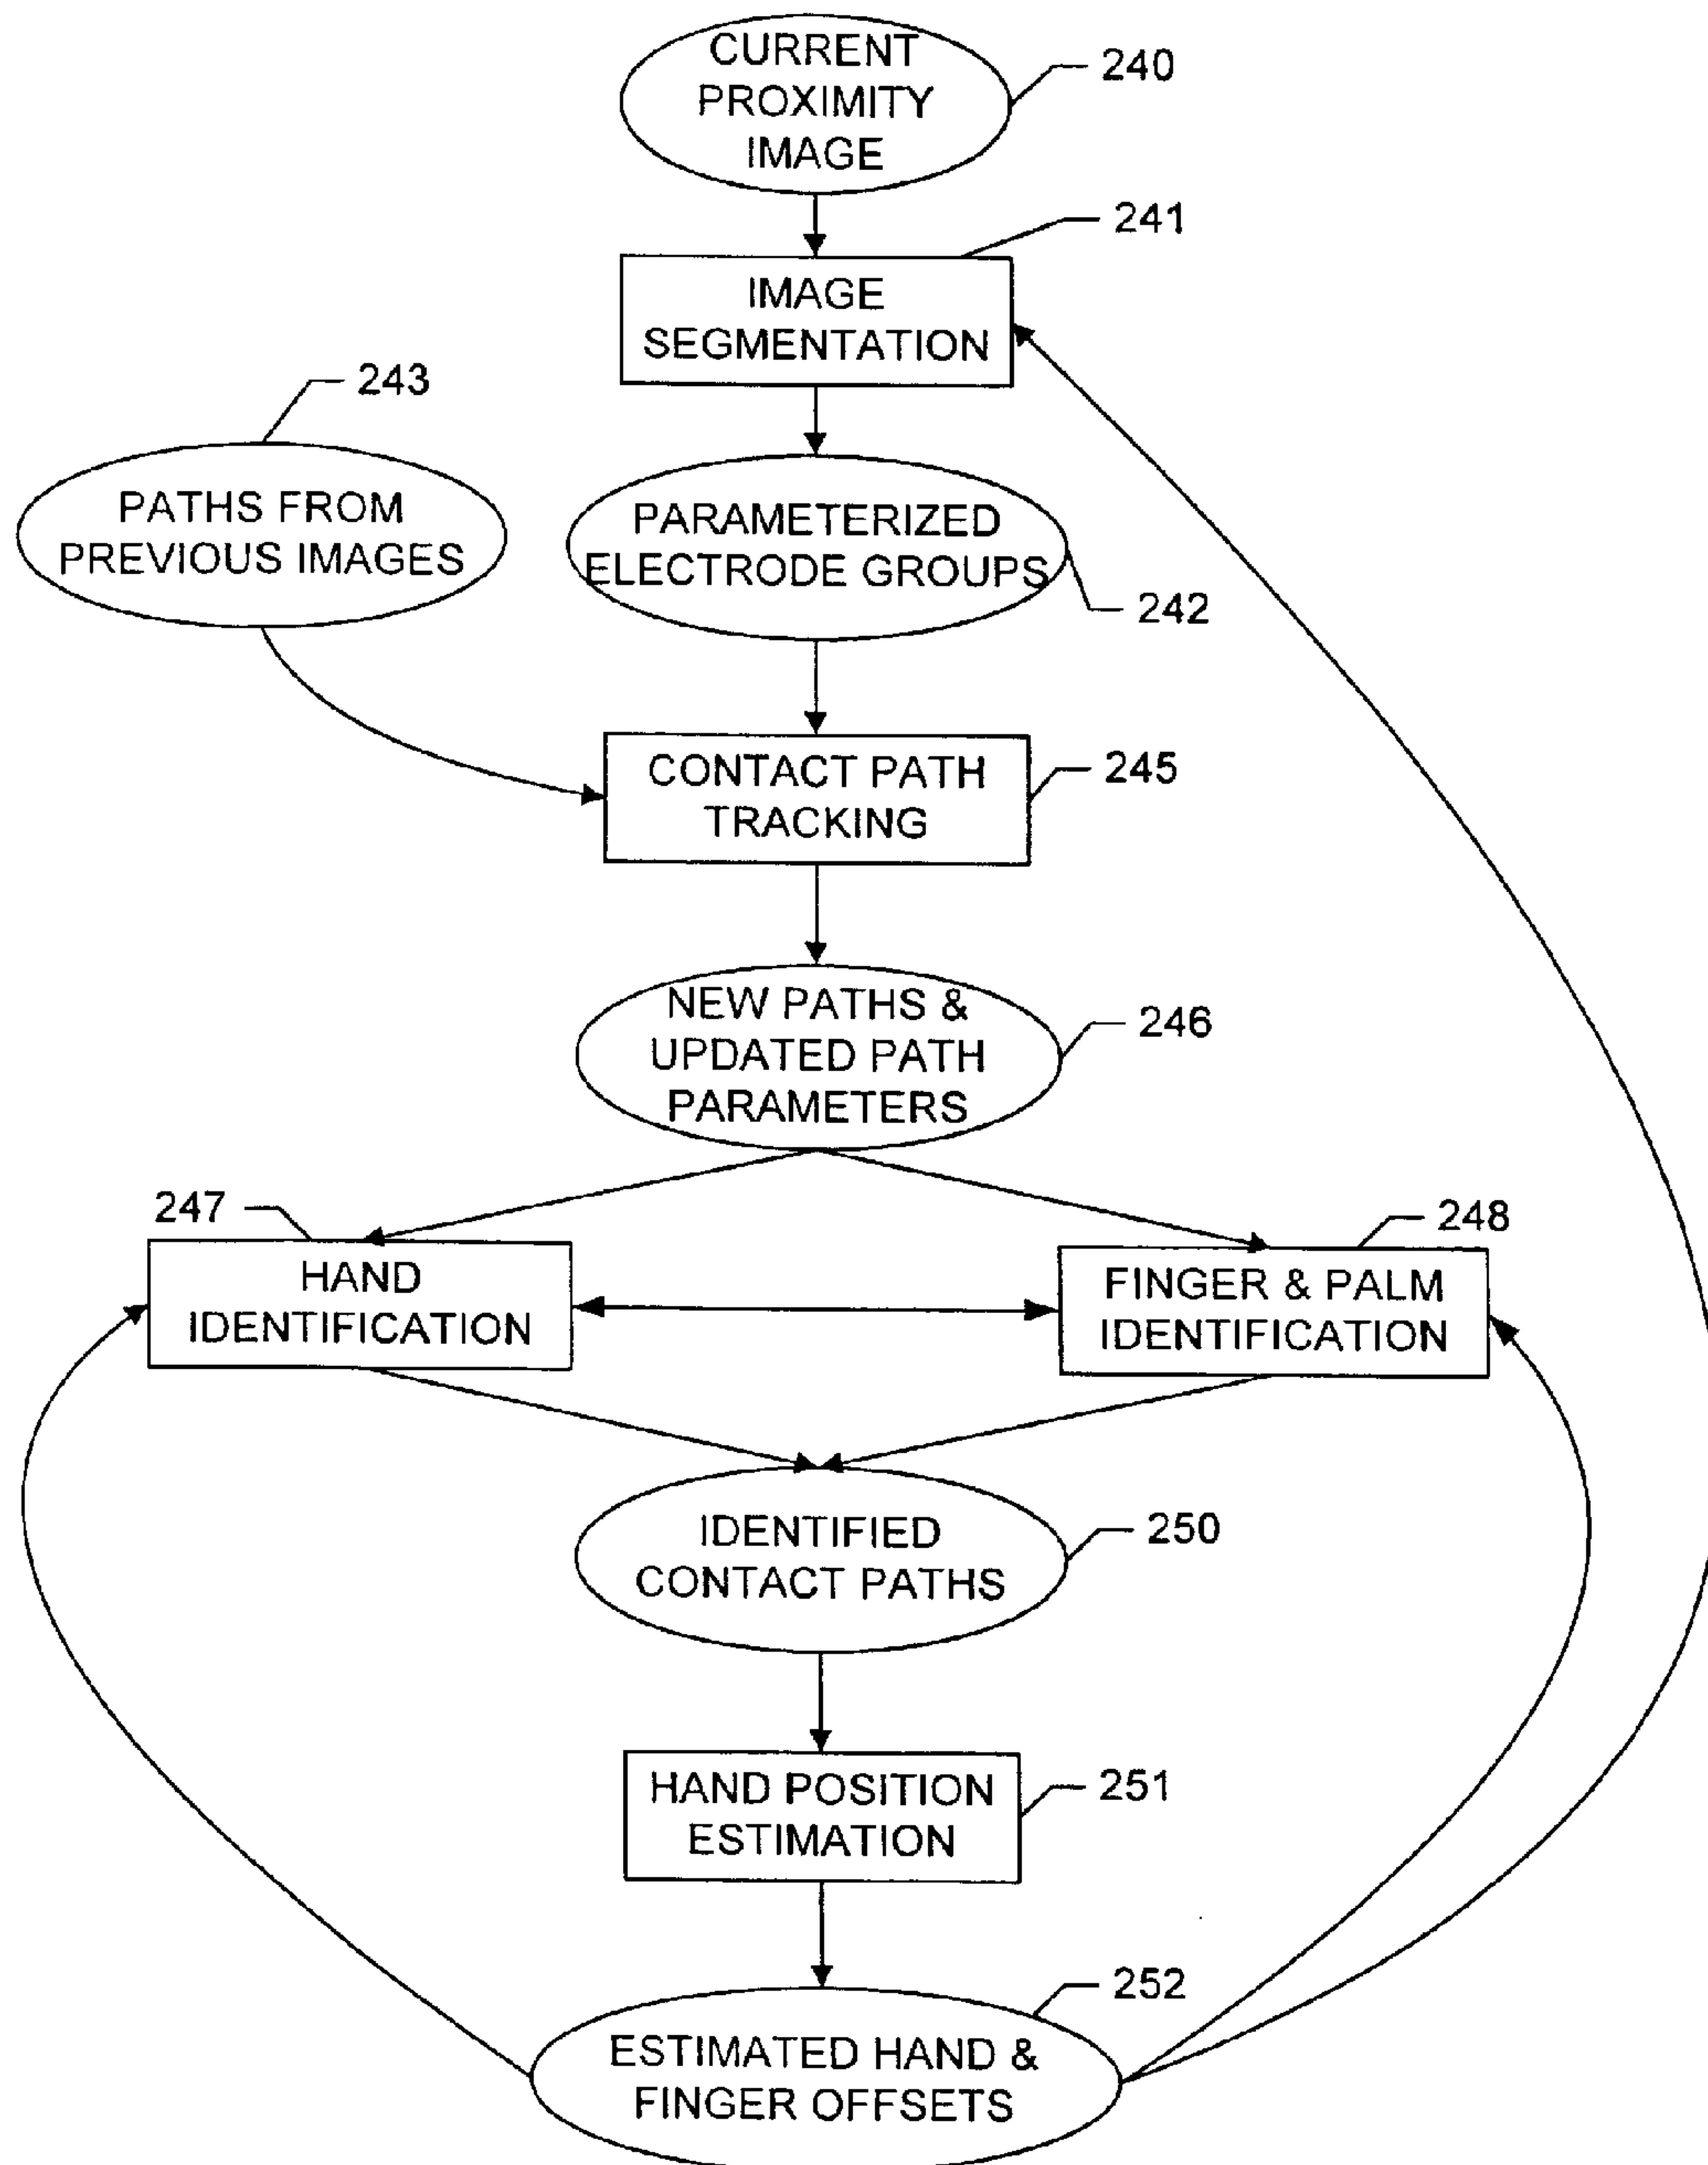 CURRENT
PROXIMITY
IMAGE
240
241
IMAGE
SEGMENTATION
243
PATHS FROM
PREVIOUS IMAGES
PARAMETERIZED
ELECTRODE GROUPS
242
CONTACT PATH
TRACKING
245
NEW PATHS &
UPDATED PATH
PARAMETERS
246
247
HAND
IDENTIFICATION
248
FINGER & PALM
IDENTIFICATION
IDENTIFIED
CONTACT PATHS
250
HAND POSITION
ESTIMATION
251
252
ESTIMATED HAND &
FINGER OFFSETS